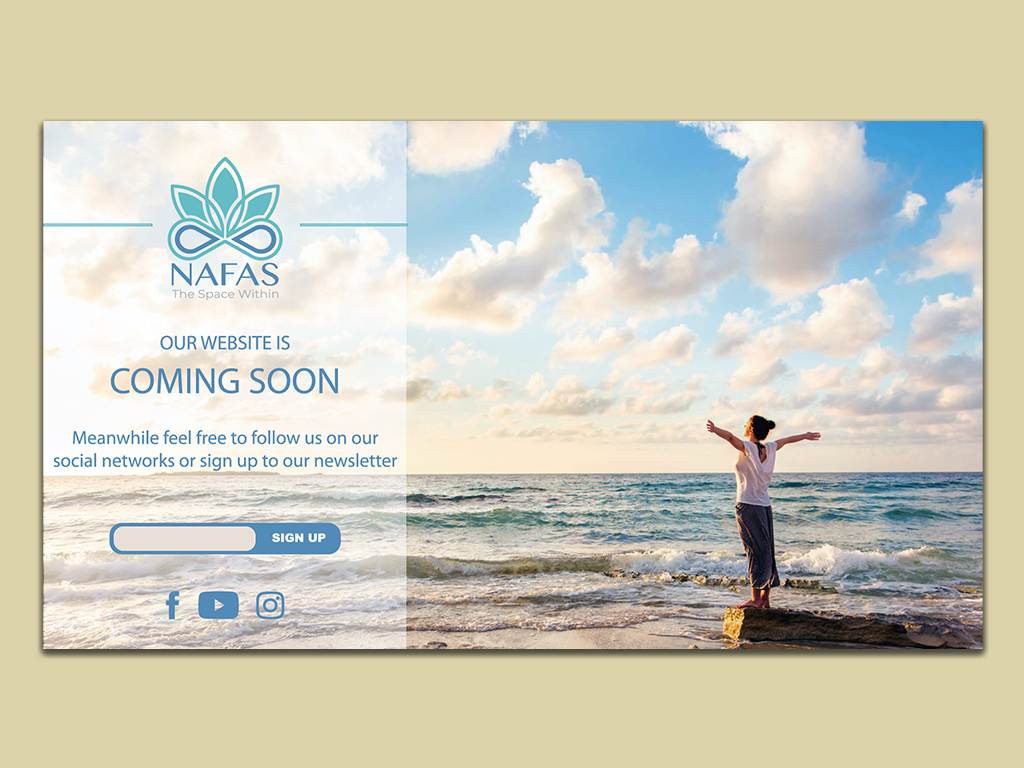 NAFAS
The Space Within
OUR WEBSITE IS
COMING SOON
Meanwhile feel free to follow us on our
social networks or sign up to our newsletter
SIGN UP